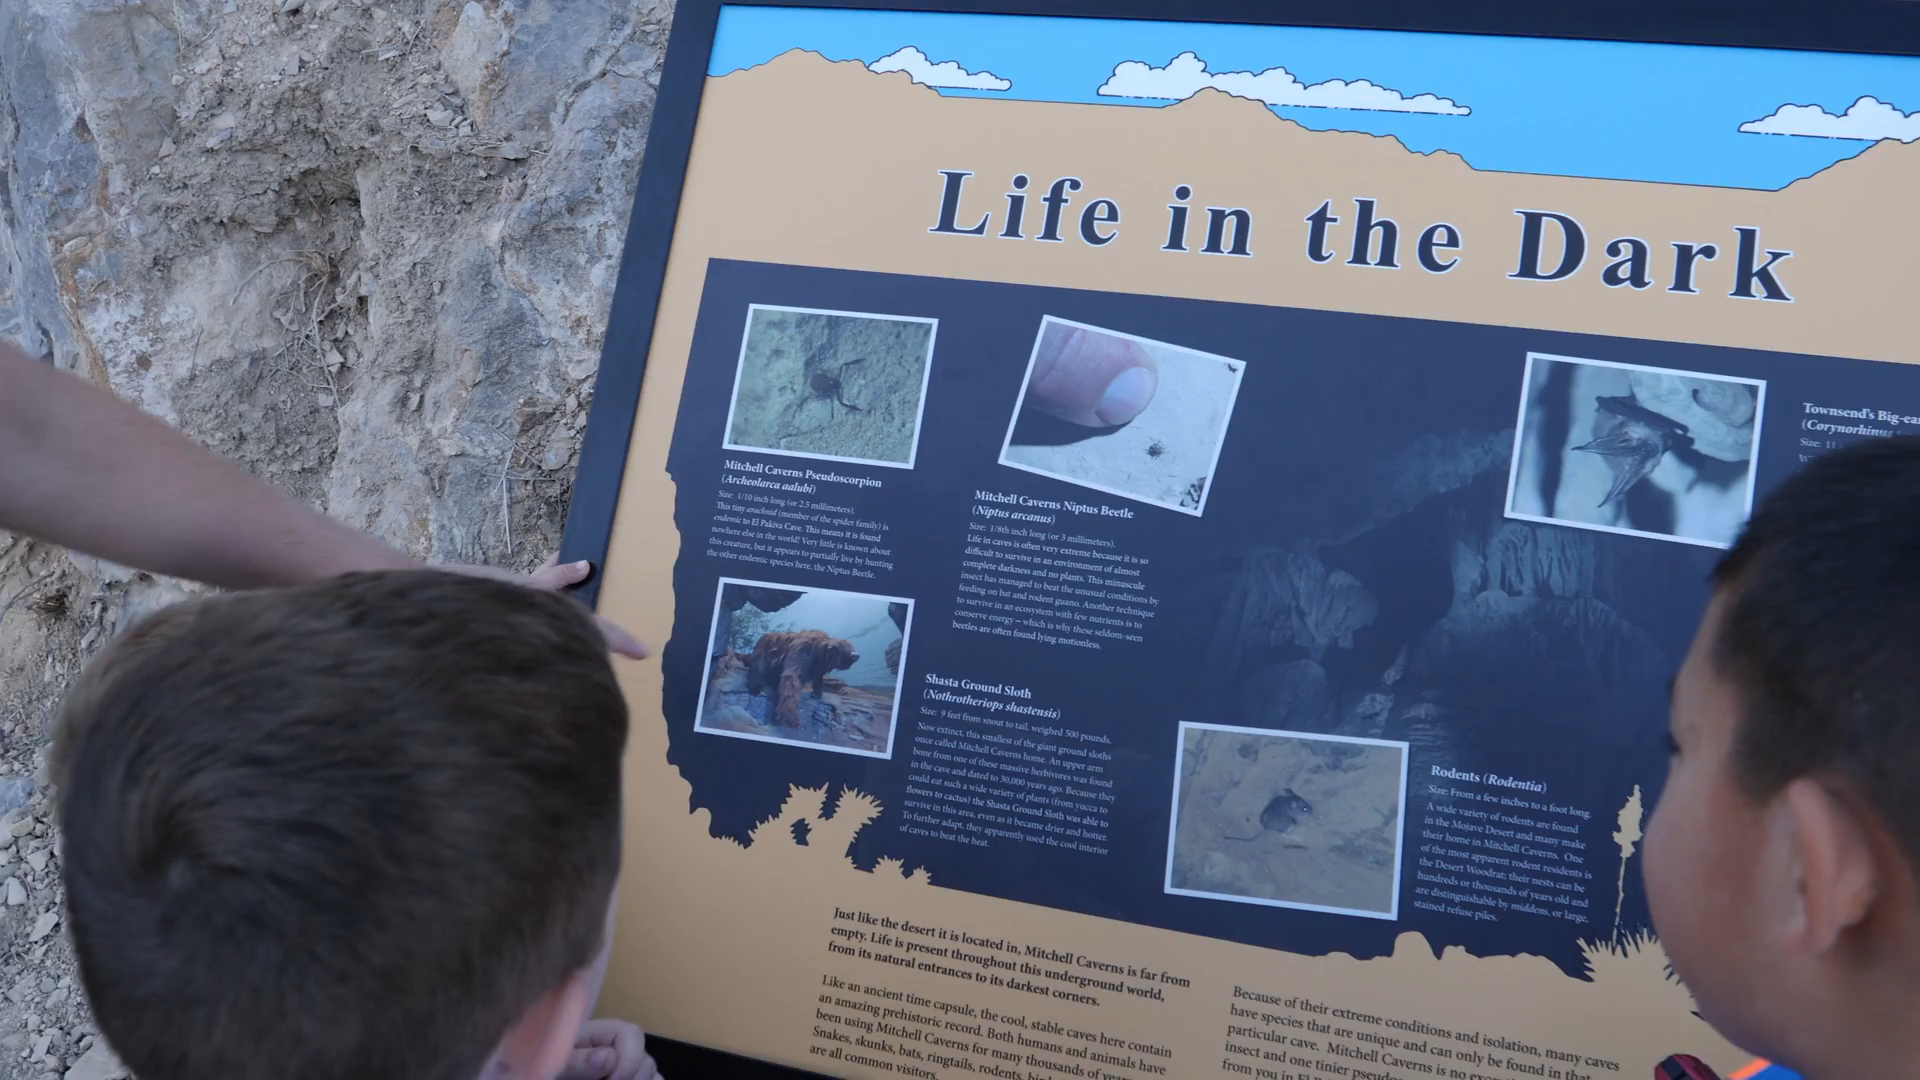 Life in the Dark
Mitchell Caverns Pseudoscorpion
(Archeolarca aalubi)
Size: 1/10 inch long (or 2.5 millimeters).
This tiny arachnid (member of the spider family) is
endemic to El Pakiva Cave. This means it is found
nowhere else in the world! Very little is known about
this creature, but it appears to partially live by hunting
the other endemic species here, the Niptus Beetle.
Mitchell Caverns Niptus Beetle
(Niptus arcanus)
Size: 1/8th inch long (or 3 millimeters).
Life in caves is often very extreme because it is so
difficult to survive in an environment of almost
complete darkness and no plants. This minuscule
insect has managed to beat the unusual conditions by
feeding on bat and rodent guano. Another technique
to survive in an ecosystem with few nutrients is to
conserve energy – which is why these seldom-seen
beetles are often found lying motionless.
Townsend's Big-ea
(Corynorhinus
Size: 11
Shasta Ground Sloth
(Nothrotheriops shastensis)
Size: 9 feet from snout to tail, weighed 500 pounds.
Now extinct, this smallest of the giant ground sloths
once called Mitchell Caverns home. An upper arm
bone from one of these massive herbivores was found
in the cave and dated to 30,000 years ago. Because they
could eat such a wide variety of plants (from yucca to
flowers to cactus) the Shasta Ground Sloth was able to
survive in this area, even as it became drier and hotter.
To further adapt, they apparently used the cool interior
of caves to beat the heat.
Rodents (Rodentia)
Size: From a few inches to a foot long.
A wide variety of rodents are found
in the Mojave Desert and many make
their home in Mitchell Caverns. One
of the most apparent rodent residents is
the Desert Woodrat; their nests can be
hundreds or thousands of years old and
are distinguishable by middens, or large,
stained refuse piles.
Just like the desert it is located in, Mitchell Caverns is far from
empty. Life is present throughout this underground world,
from its natural entrances to its darkest corners.
Like an ancient time capsule, the cool, stable caves here contain
an amazing prehistoric record. Both humans and animals have
been using Mitchell Caverns for many thousands of years
Snakes, skunks, bats, ringtails, rodents,
are all common visitors.
Because of their extreme conditions and isolation, many caves
have species that are unique and can only be found in that
particular cave. Mitchell Caverns is no
insect and one tinier
from you in El